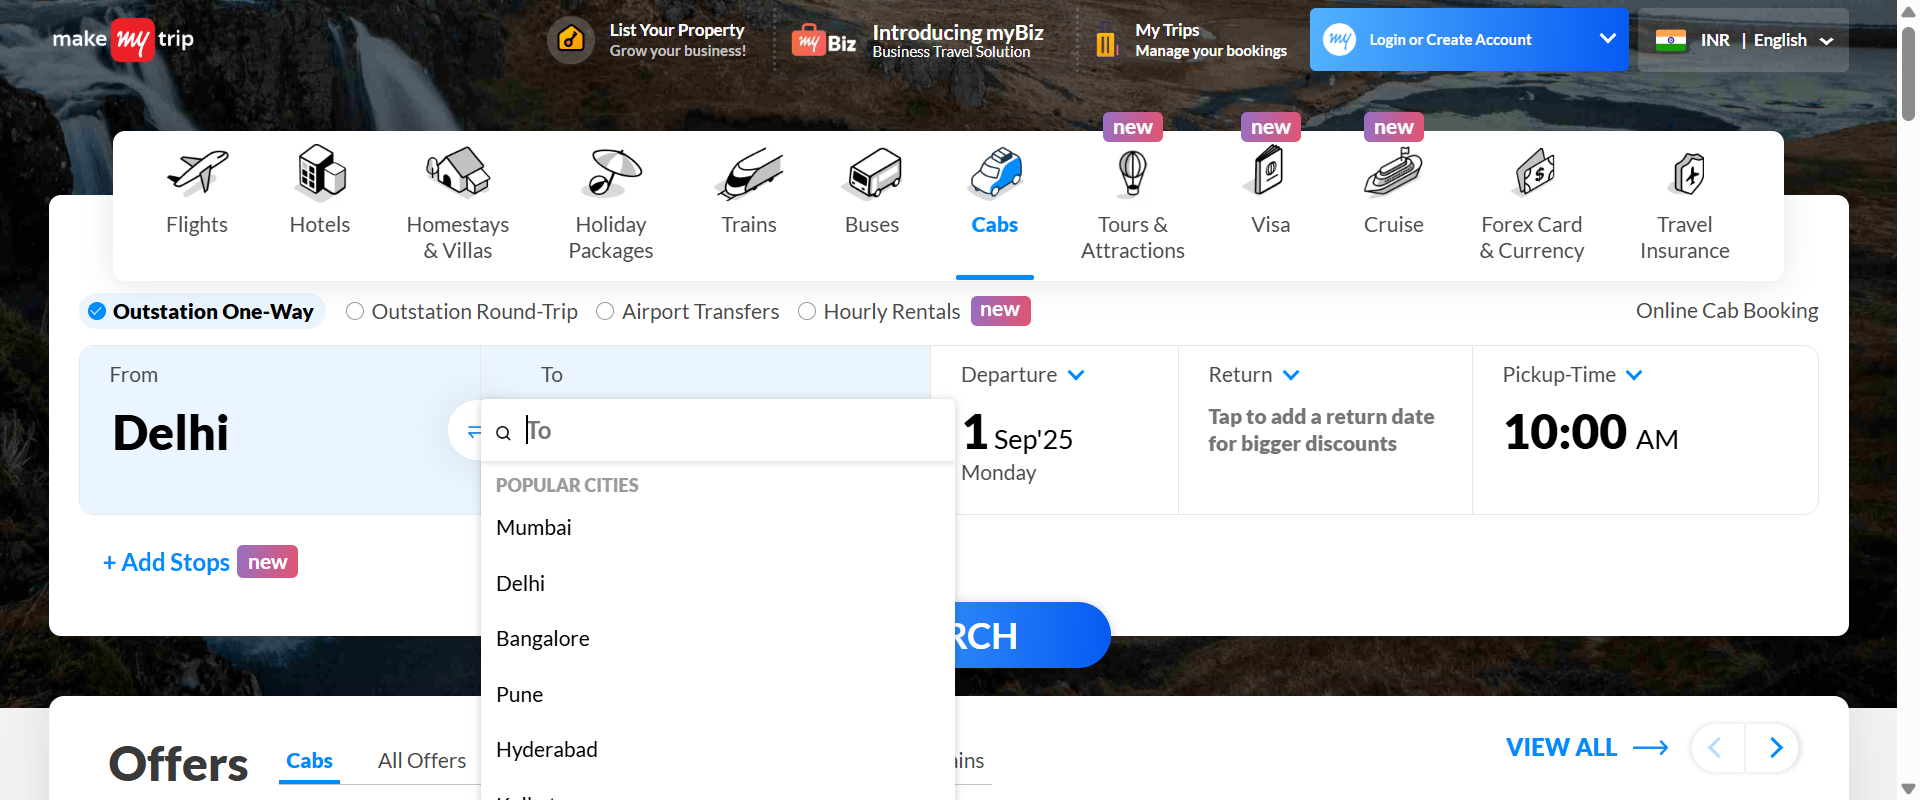 make my trip
List Your Property
Grow your business!
my Biz
Introducing myBiz
Business Travel Solution
My Trips
Manage your bookings
my
Login or Create Account
INR | English
new
new
new
Flights
Hotels
Homestays
& Villas
Holiday
Packages
Trains
Buses
Cabs
Tours &
Attractions
Visa
Cruise
Forex Card
& Currency
Travel
Insurance
Outstation One-Way
Outstation Round-Trip
Airport Transfers
Hourly Rentals
new
Online Cab Booking
From
Delhi
To
To
POPULAR CITIES
Mumbai
Delhi
Bangalore
Pune
Hyderabad
Departure
1 Sep'25
Monday
Return
Tap to add a return date
for bigger discounts
Pickup-Time
10:00 AM
+ Add Stops
new
RCH
Offers
Cabs
All Offers
ains
VIEW ALL